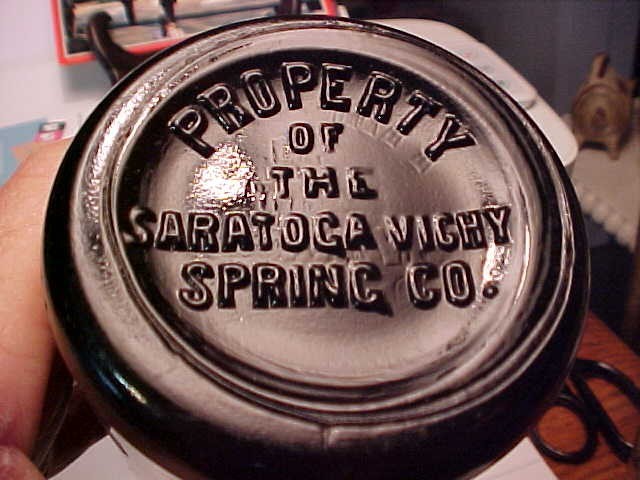 PROPERTY
OF
THE
SARATOGA VICHY
SPRING CO.